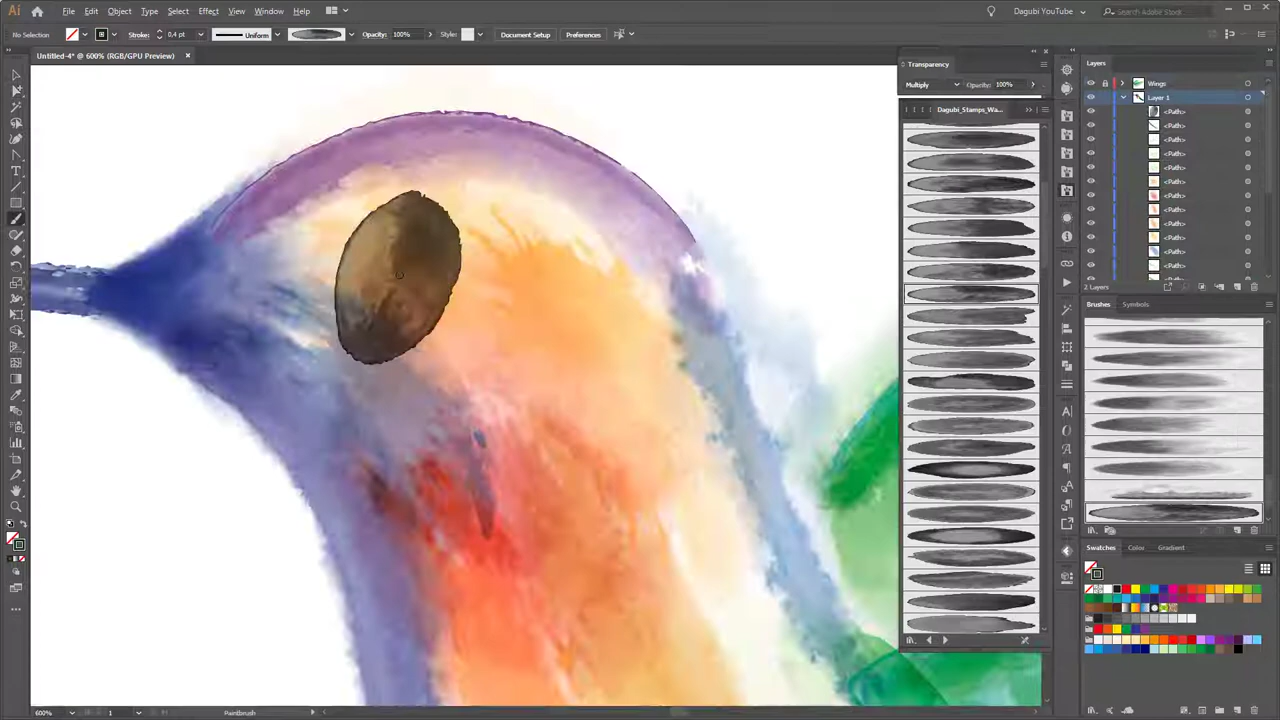 Ai File Edit Object Type Select Effect View Window Help Dagubi YouTube Search Adobe Stock
No Selection Stroke: 0,4 pt Uniform Opacity: 100% Style: Document Setup Preferences
Untitled-4* @ 600% (RGB/GPU Preview)
Transparency
Multiply Opacity: 100%
Dagubi_Stamps_Wa...
Layers
Wings
Layer 1
<Path>
<Path>
<Path>
<Path>
<Path>
<Path>
<Path>
<Path>
<Path>
<Path>
<Path>
<Path>
2 Layers
Brushes Symbols
Swatches Color Gradient
600% 1 Paintbrush